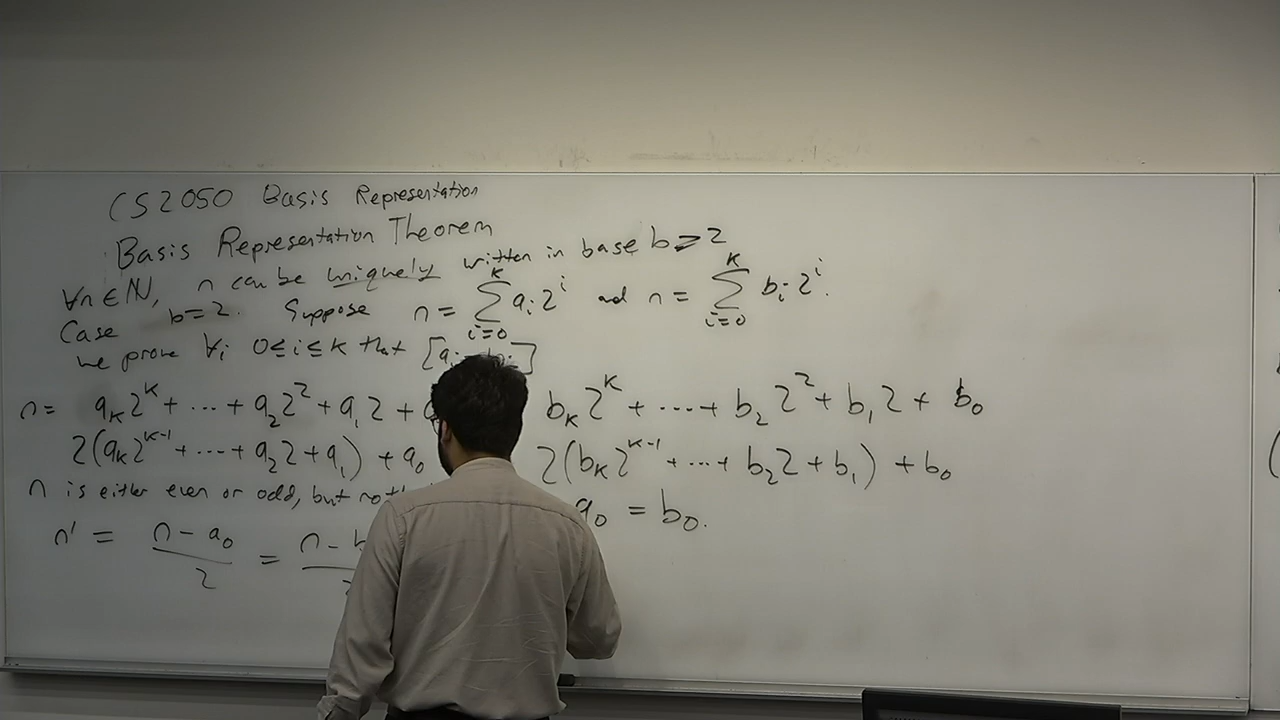 CS2050 Basis Representation
Basis Representation Theorem
∀n∈ℕ, n can be uniquely written in base b ≥ 2
Case b=2. Suppose n = ∑_{i=0}^{K} a_i 2^i and n = ∑_{i=0}^{K} b_i 2^i.
we prove ∀i 0≤i≤K that [a_i
n= a_K 2^K + ... + a_2 2^2 + a_1 2 + b_K 2^K + ... + b_2 2^2 + b_1 2 + b_0
2(a_K 2^{K-1} + ... + a_2 2 + a_1) + a_0 2(b_K 2^{K-1} + ... + b_2 2 + b_1) + b_0
n is either even or odd, but a_0 = b_0.
n' = (n - a_0)/2 = n -